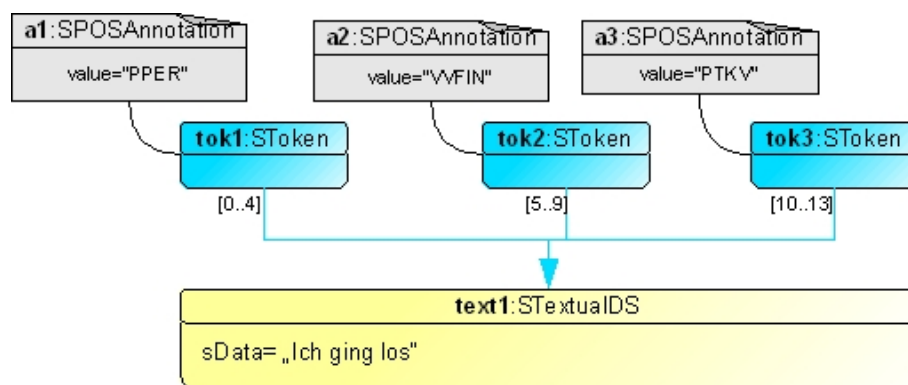 a1:SPOSAnnotation
value="PPER"
a2:SPOSAnnotation
value="VVFIN"
a3:SPOSAnnotation
value="PTKV"
tok1:SToken
tok2:SToken
tok3:SToken
[0..4]
[5..9]
[10..13]
text1:STextualDS
sData= „Ich ging los"